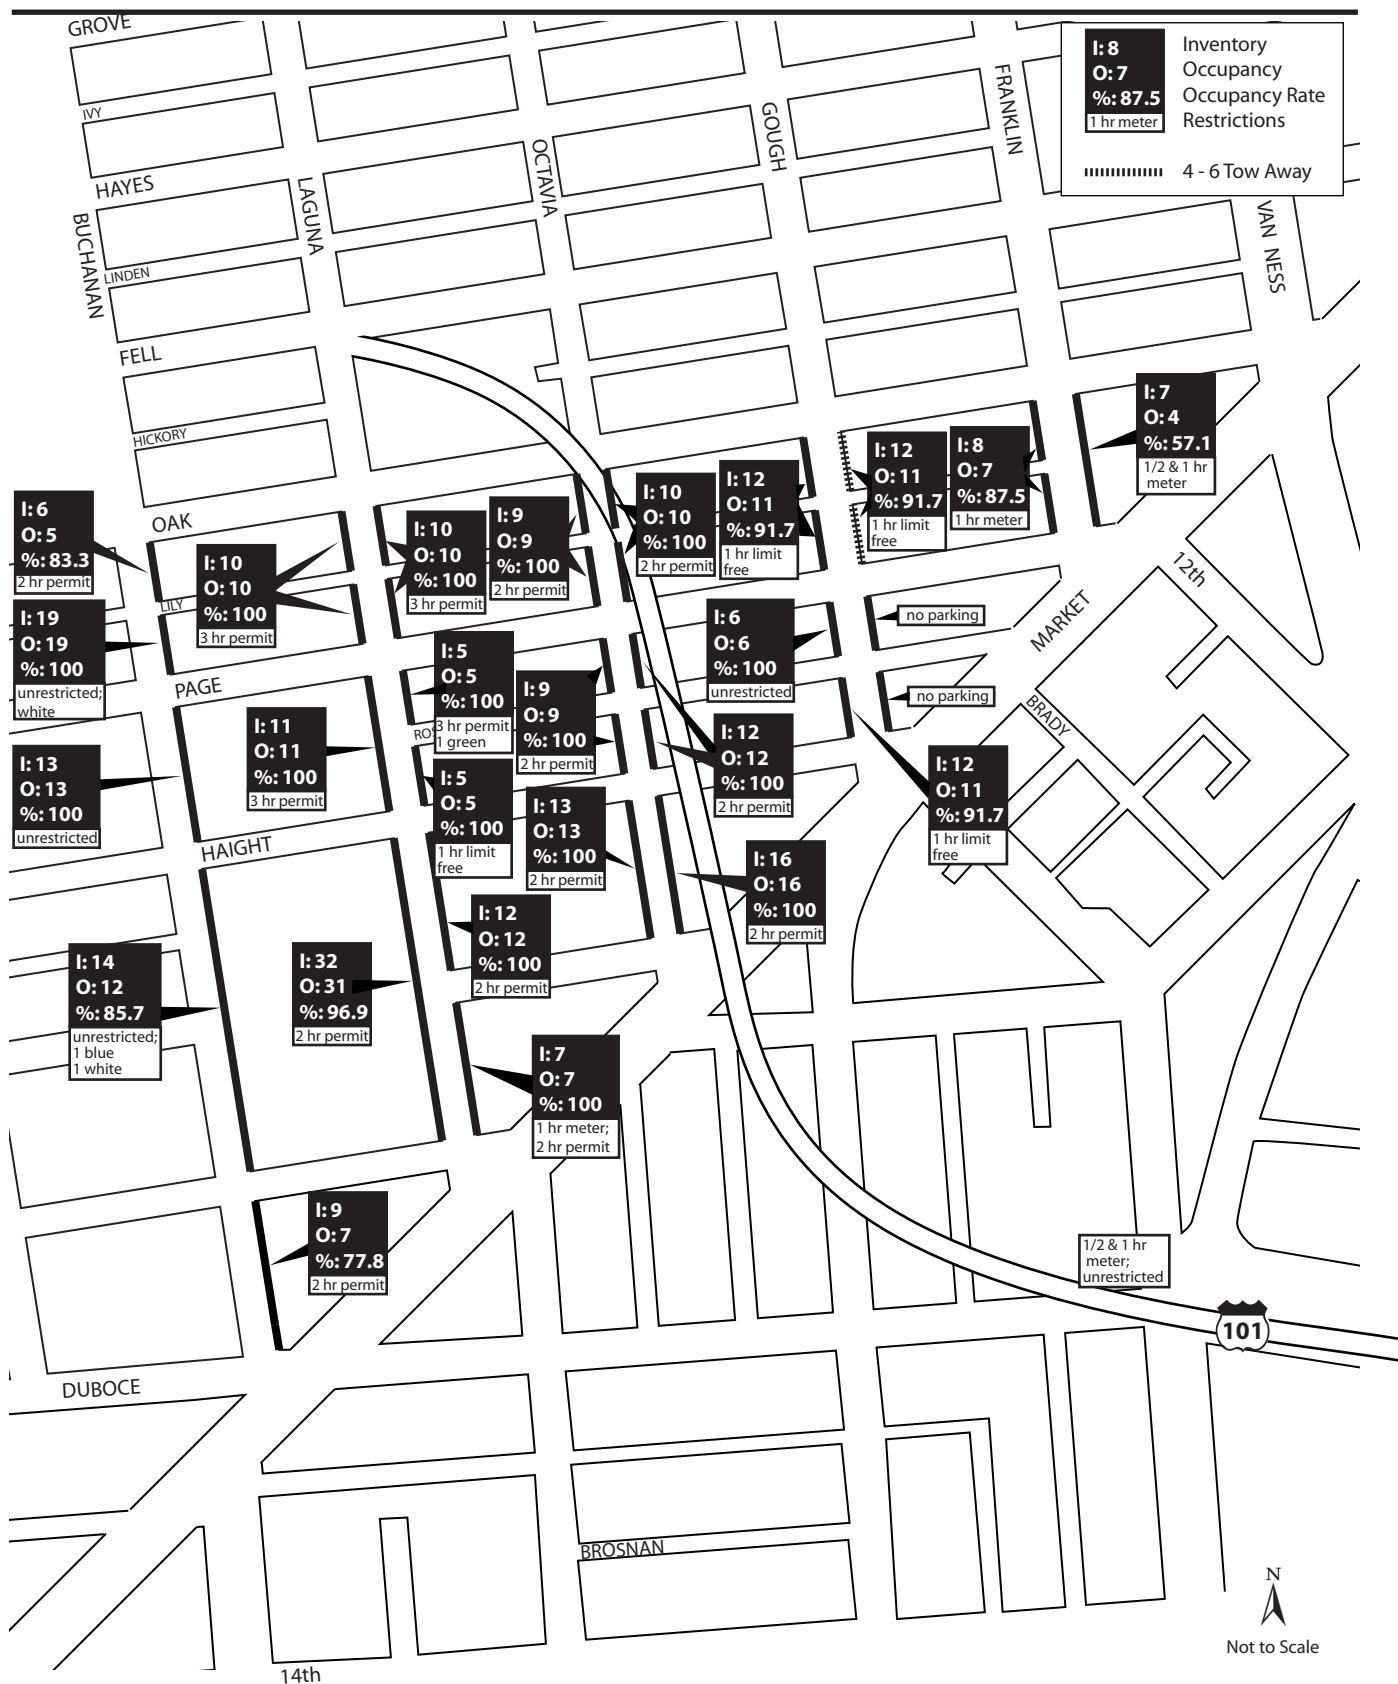 GROVE
IVY
HAYES
BUCHANAN
LAGUNA
LINDEN
FELL
HICKORY
OCTAVIA
GOUGH
FRANKLIN
VAN NESS
I: 8
O: 7
%: 87.5
1 hr meter
Inventory
Occupancy
Occupancy Rate
Restrictions
4 - 6 Tow Away
I: 7
O: 4
%: 57.1
1/2 & 1 hr
meter
I: 12
O: 11
%: 91.7
1 hr limit
free
I: 8
O: 7
%: 87.5
1 hr meter
I: 10
O: 10
%: 100
2 hr permit
I: 12
O: 11
%: 91.7
1 hr limit
free
I: 6
O: 5
%: 83.3
2 hr permit
OAK
I: 10
O: 10
%: 100
3 hr permit
I: 10
O: 10
%: 100
3 hr permit
I: 9
O: 9
%: 100
2 hr permit
12th
LILY
I: 19
O: 19
%: 100
unrestricted;
white
PAGE
I: 5
O: 5
%: 100
3 hr permit
1 green
I: 9
O: 9
%: 100
2 hr permit
I: 6
O: 6
%: 100
unrestricted
no parking
no parking
MARKET
BRADY
I: 13
O: 13
%: 100
unrestricted
I: 11
O: 11
%: 100
3 hr permit
I: 12
O: 12
%: 100
2 hr permit
I: 12
O: 11
%: 91.7
1 hr limit
free
HAIGHT
I: 5
O: 5
%: 100
1 hr limit
free
I: 13
O: 13
%: 100
2 hr permit
I: 16
O: 16
%: 100
2 hr permit
I: 12
O: 12
%: 100
2 hr permit
I: 14
O: 12
%: 85.7
unrestricted;
1 blue
1 white
I: 32
O: 31
%: 96.9
2 hr permit
I: 7
O: 7
%: 100
1 hr meter;
2 hr permit
I: 9
O: 7
%: 77.8
2 hr permit
1/2 & 1 hr
meter;
unrestricted
101
DUBOCE
BROSNAN
14th
N
Not to Scale